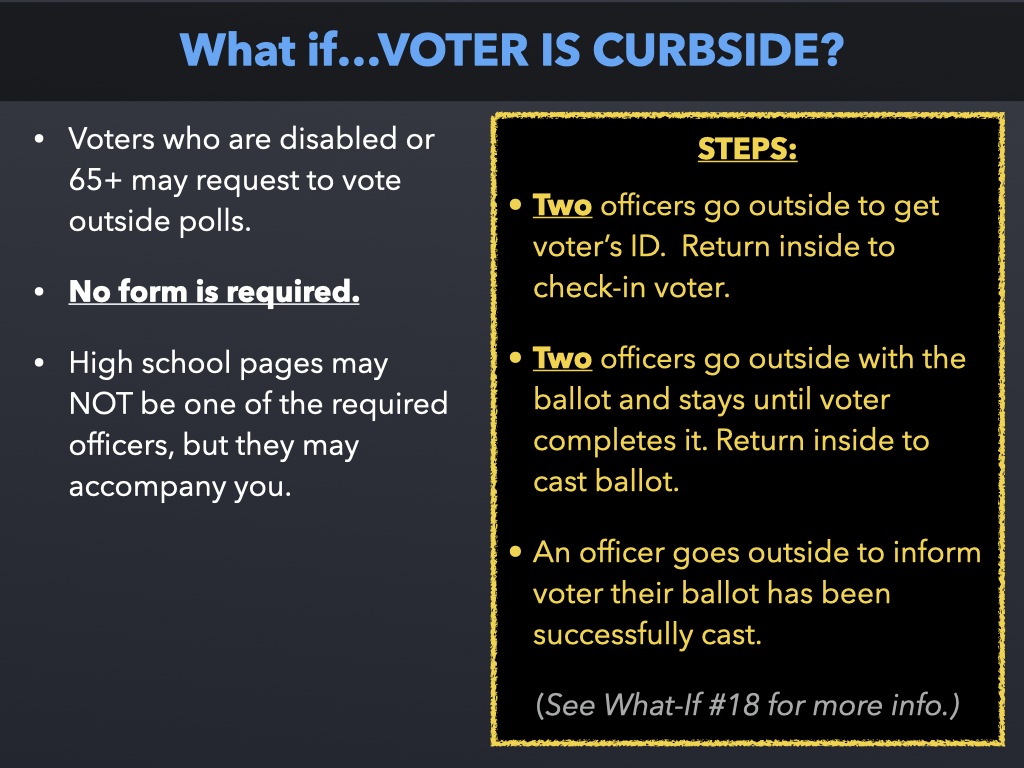 What if...VOTER IS CURBSIDE?
• Voters who are disabled or
65+ may request to vote
outside polls.
• No form is required.
• High school pages may
NOT be one of the required
officers, but they may
accompany you.
STEPS:
• Two officers go outside to get
voter’s ID.  Return inside to
check-in voter.
• Two officers go outside with the
ballot and stays until voter
completes it. Return inside to
cast ballot.
• An officer goes outside to inform
voter their ballot has been
successfully cast.
(See What-If #18 for more info.)